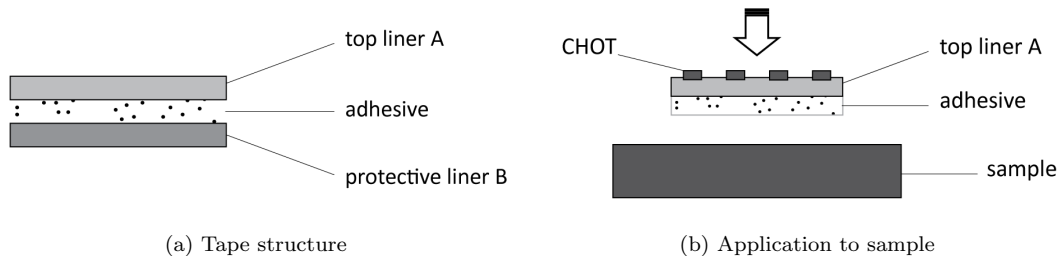 top liner A
adhesive
protective liner B
(a) Tape structure
CHOT
top liner A
adhesive
sample
(b) Application to sample